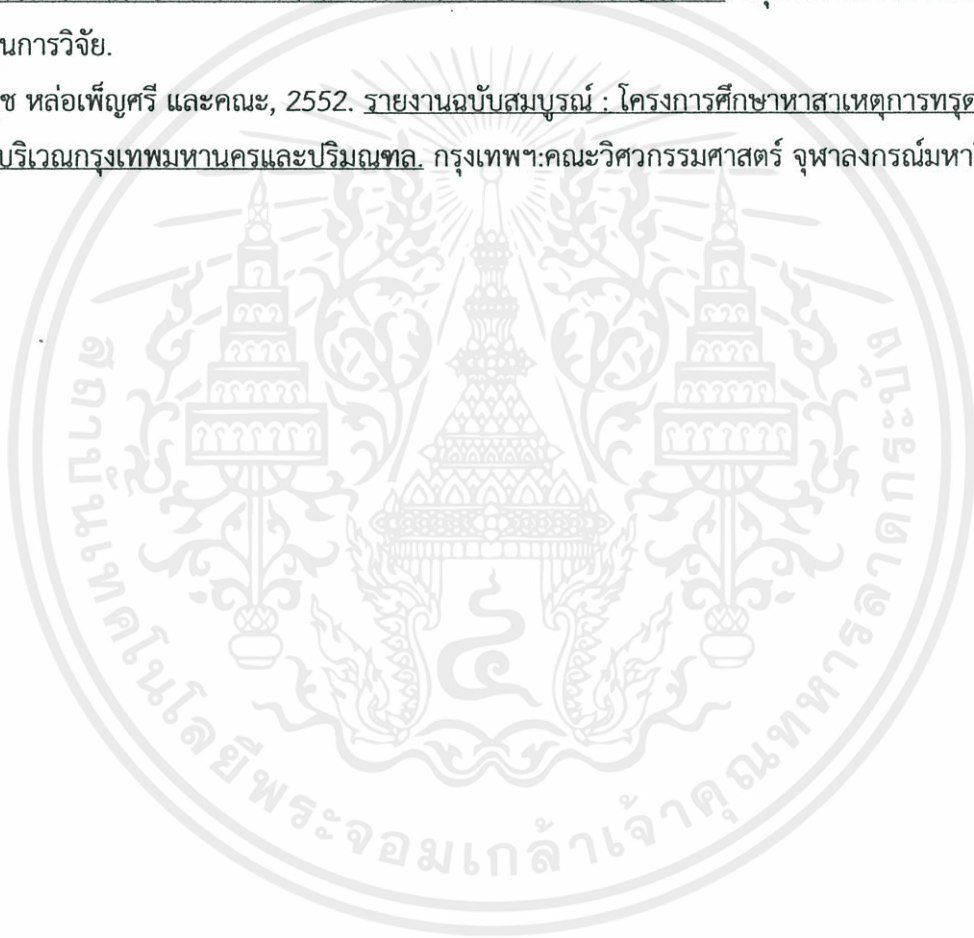 นการวิจัย.
ช หล่อเพ็ญศรี และคณะ, 2552. รายงานฉบับสมบูรณ์ : โครงการศึกษาหาสาเหตุการทรุด
บริเวณกรุงเทพมหานครและปริมณฑล. กรุงเทพฯ:คณะวิศวกรรมศาสตร์ จุฬาลงกรณ์มหาวิ
สถาบันเทคโนโลยีพระจอมเกล้าเจ้าคุณทหารลาดกระบัง